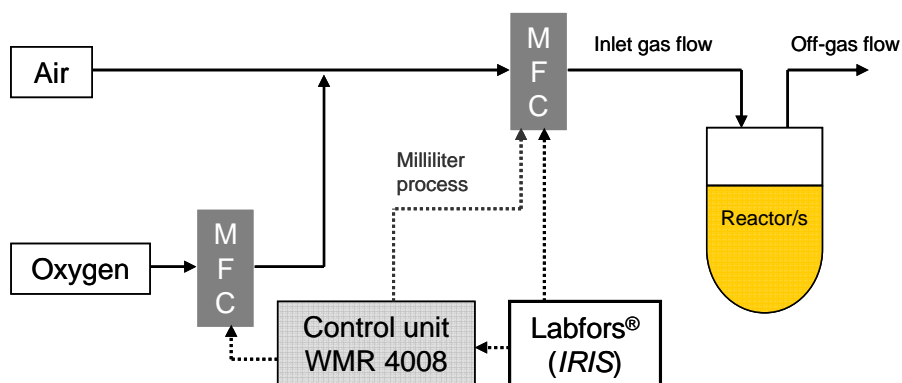 Air
M
F
C
Inlet gas flow
Off-gas flow
Milliliter
process
Reactor/s
Oxygen
M
F
C
Control unit
WMR 4008
Labfors®
(IRIS)